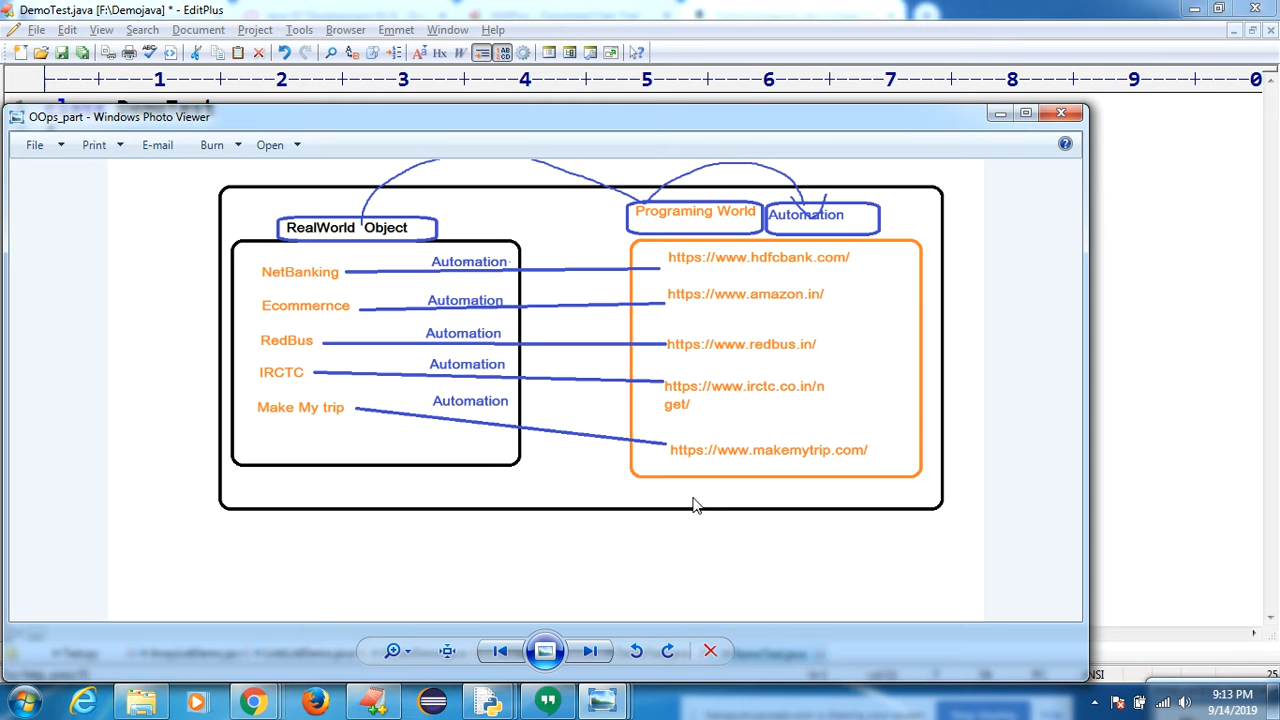 DemoTest.java [F:\Demojava] * - EditPlus
File Edit View Search Document Project Tools Browser Emmet Window Help
1 2 3 4 5 6 7 8 9 0
class DemoTest
OOps_part - Windows Photo Viewer
File Print E-mail Burn Open
RealWorld Object
Programing World
Automation
NetBanking
Automation
https://www.hdfcbank.com/
Ecommernce
Automation
https://www.amazon.in/
RedBus
Automation
https://www.redbus.in/
IRCTC
Automation
https://www.irctc.co.in/n
get/
Make My trip
Automation
https://www.makemytrip.com/
ANSI
25
9:13 PM
9/14/2019